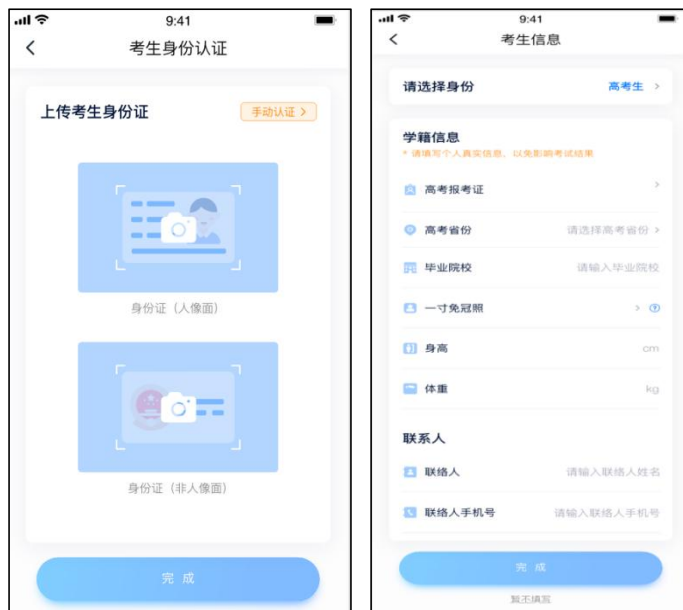 9:41
考生身份认证
上传考生身份证
手动认证 >
身份证（人像面）
身份证（非人像面）
完 成
9:41
考生信息
请选择身份
高考生 >
学籍信息
* 请填写个人真实信息，以免影响考试结果
高考报考证 >
高考省份
请选择高考省份 >
毕业院校
请输入毕业院校
一寸免冠照 >
身高
cm
体重
kg
联系人
联络人
请输入联络人姓名
联络人手机号
请输入联络人手机号
完 成
暂不填写